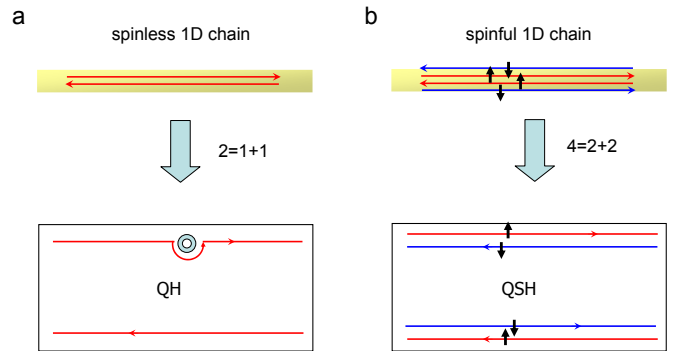 a
b
spinless 1D chain
spinful 1D chain
2=1+1
4=2+2
QH
QSH